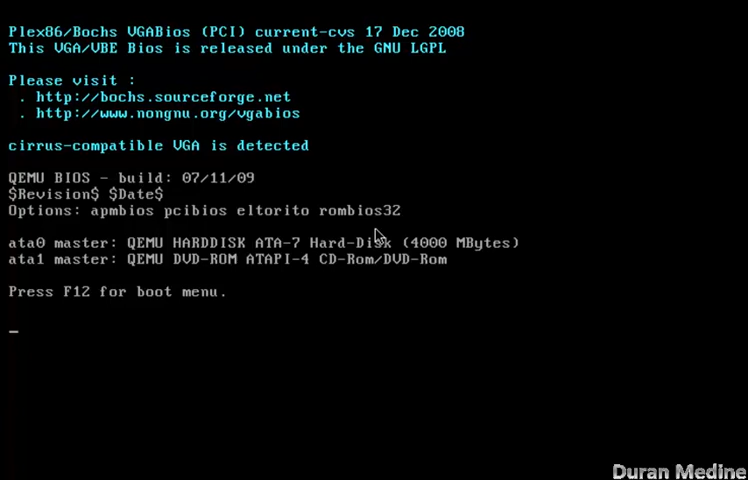 Plex86/Bochs VGABios (PCI) current-cvs 17 Dec 2008
This VGA/VBE Bios is released under the GNU LGPL
Please visit :
. http://bochs.sourceforge.net
. http://www.nongnu.org/vgabios
cirrus-compatible VGA is detected
QEMU BIOS - build: 07/11/09
$Revision$ $Date$
Options: apmbios pcibios eltorito rombios32
ata0 master: QEMU HARDDISK ATA-7 Hard-Disk (4000 MBytes)
ata1 master: QEMU DVD-ROM ATAPI-4 CD-Rom/DVD-Rom
Press F12 for boot menu.
_
Duran Medine